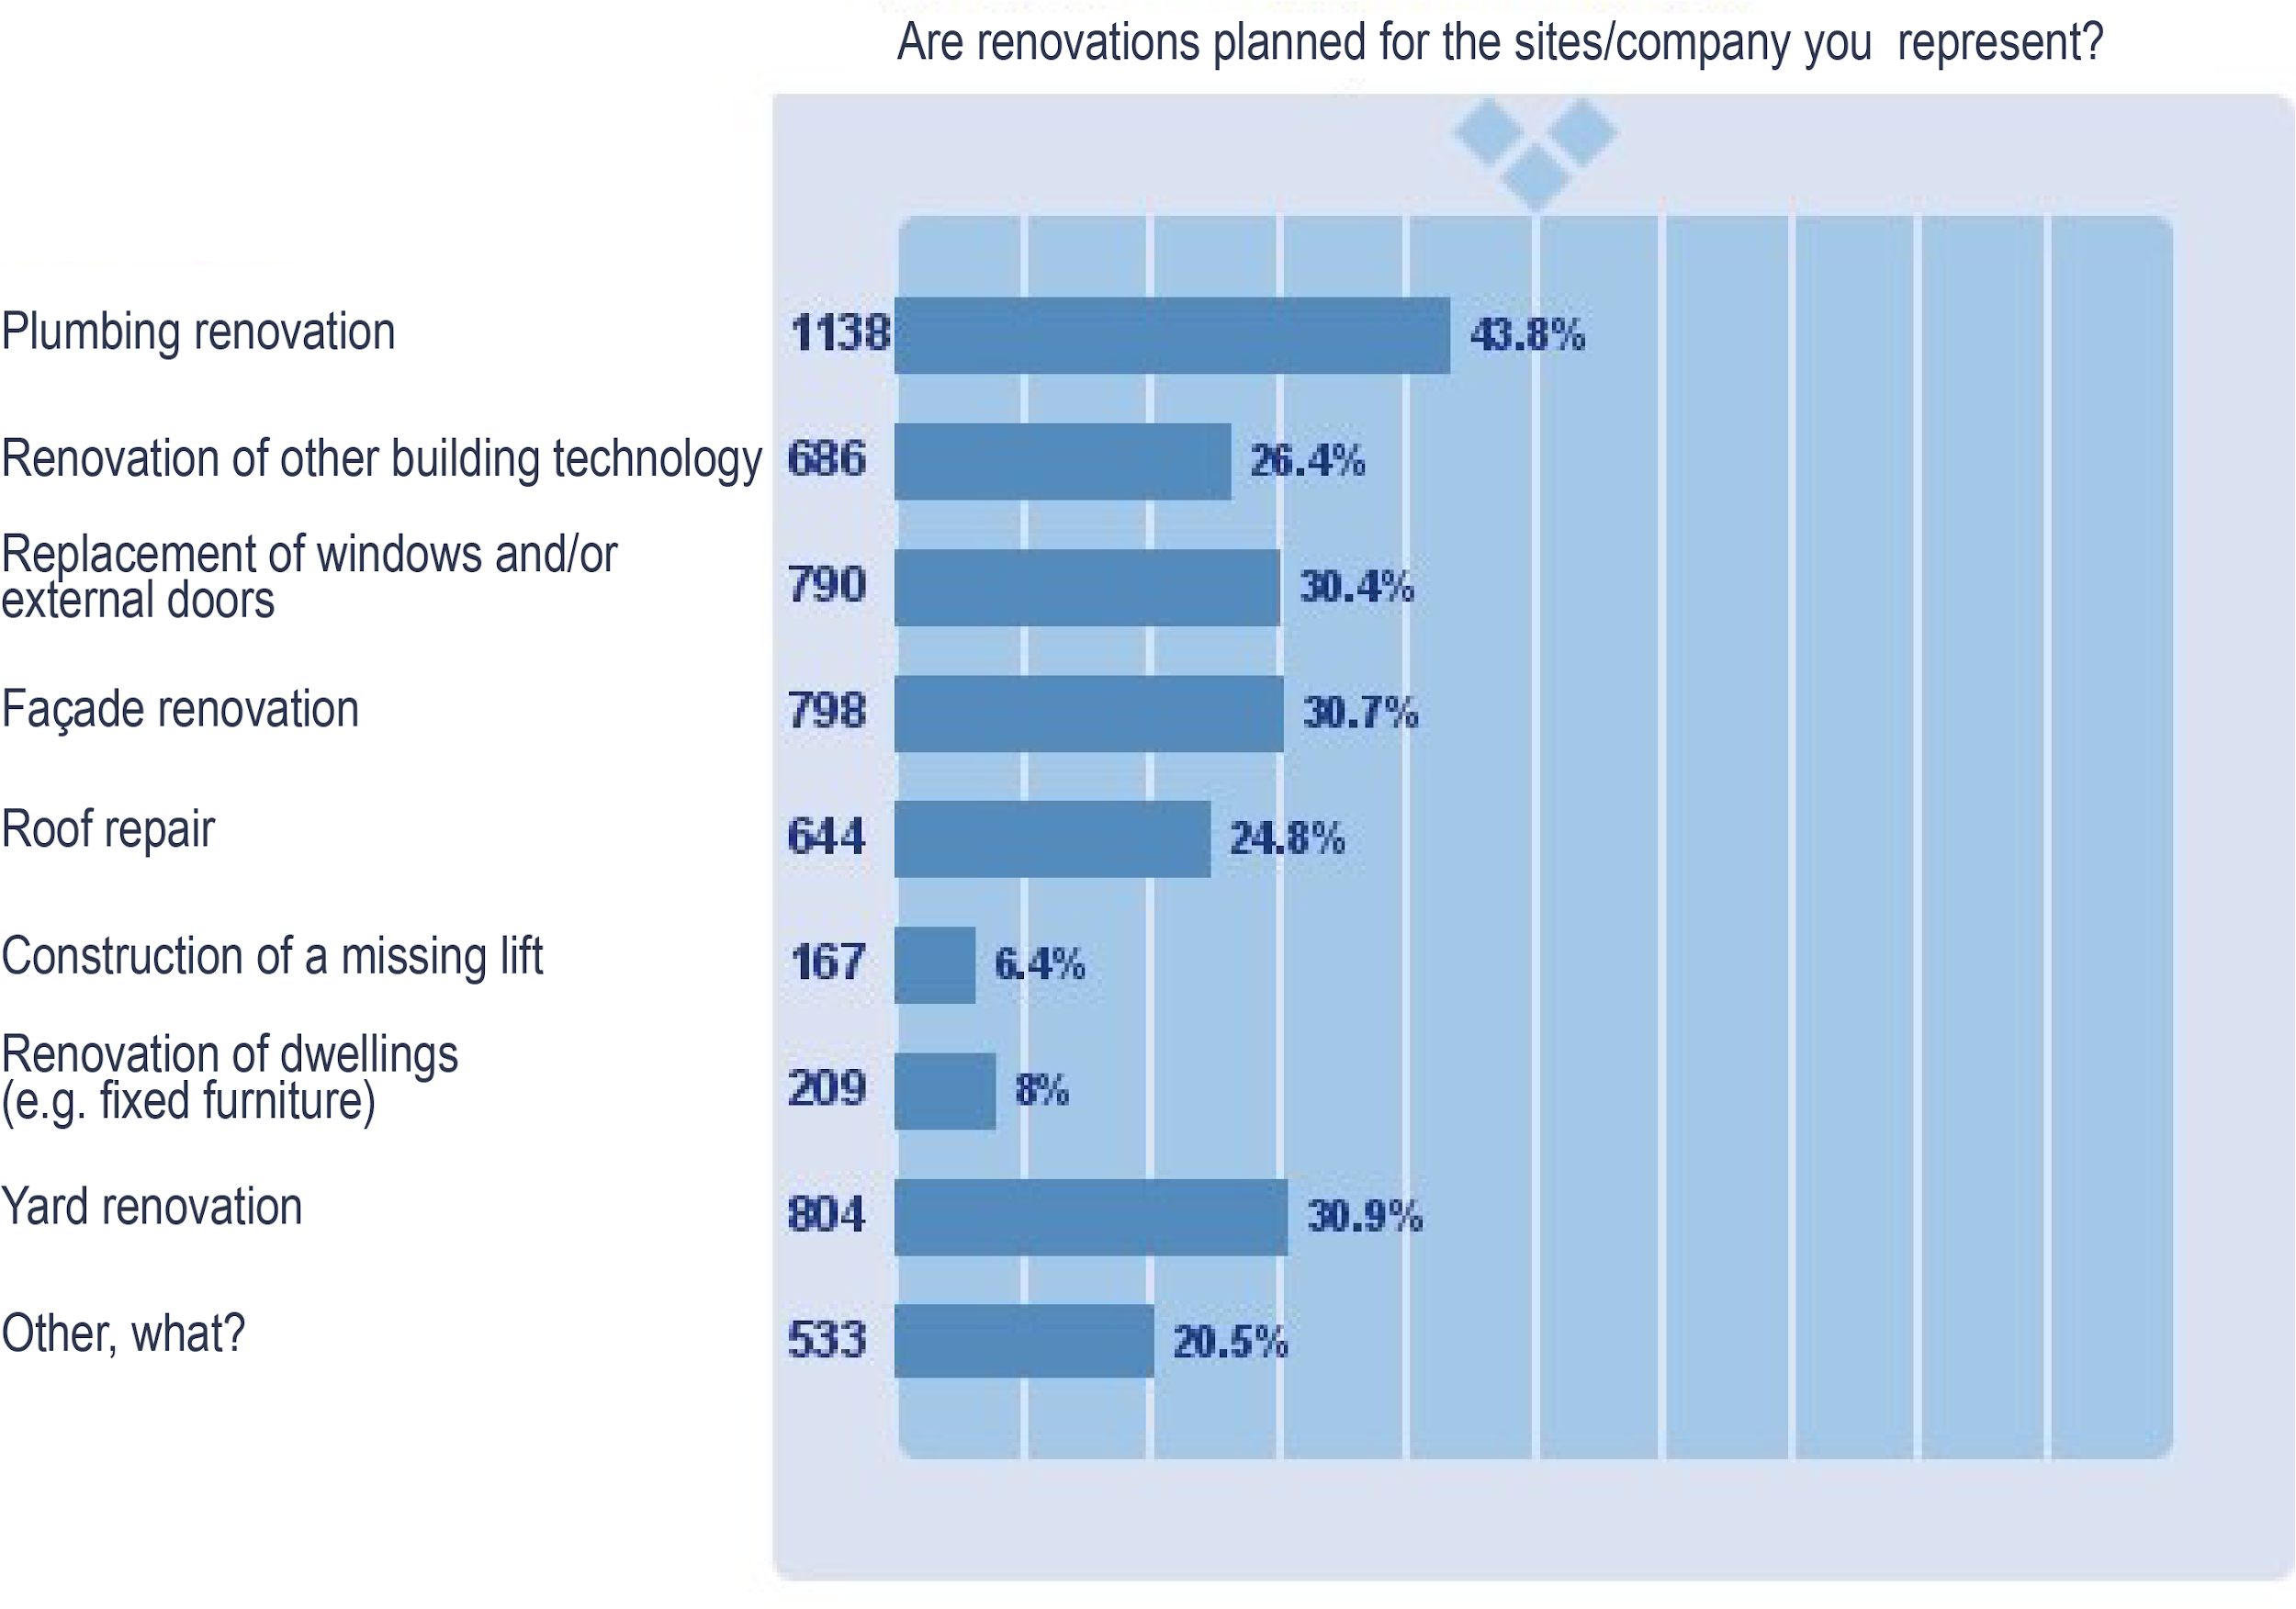 Are renovations planned for the sites/company you  represent?
Plumbing renovation 1138 43.8%
Renovation of other building technology 686 26.4%
Replacement of windows and/or
external doors 790 30.4%
Façade renovation 798 30.7%
Roof repair 644 24.8%
Construction of a missing lift 167 6.4%
Renovation of dwellings
(e.g. fixed furniture) 209 8%
Yard renovation 804 30.9%
Other, what? 533 20.5%